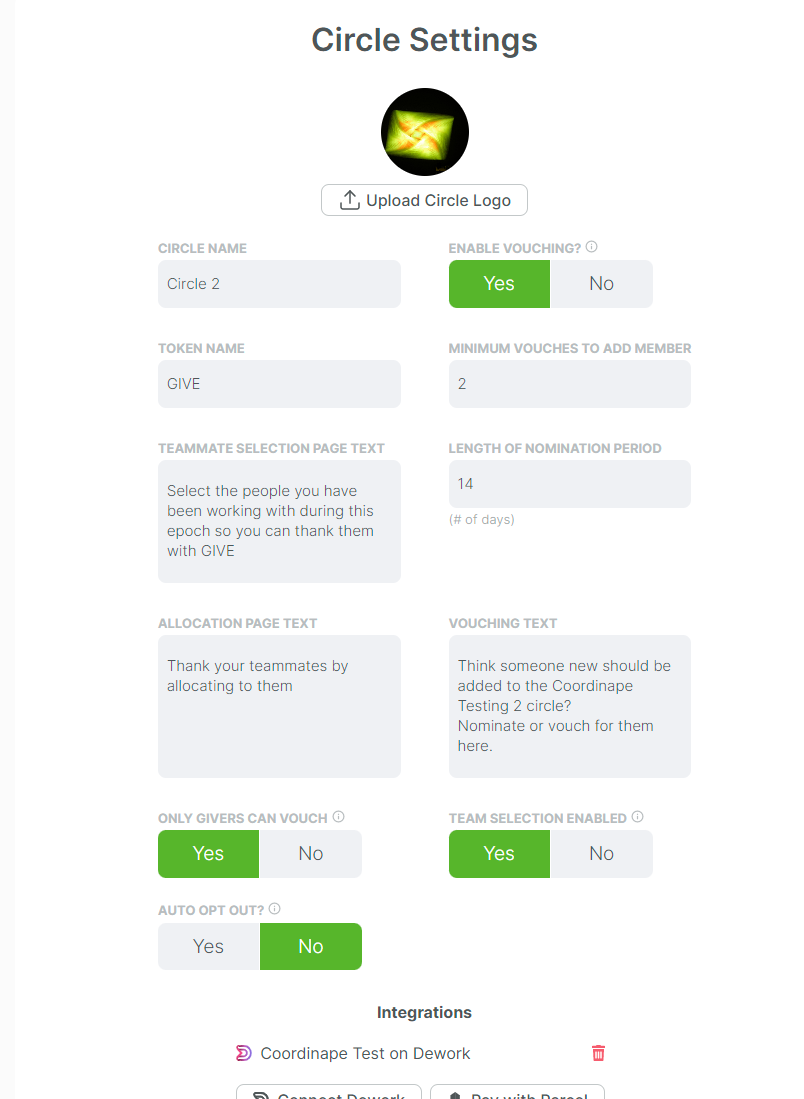 Circle Settings
Upload Circle Logo
CIRCLE NAME
Circle 2
ENABLE VOUCHING?
Yes
No
TOKEN NAME
GIVE
MINIMUM VOUCHES TO ADD MEMBER
2
TEAMMATE SELECTION PAGE TEXT
Select the people you have
been working with during this
epoch so you can thank them
with GIVE
LENGTH OF NOMINATION PERIOD
14
(# of days)
ALLOCATION PAGE TEXT
Thank your teammates by
allocating to them
VOUCHING TEXT
Think someone new should be
added to the Coordinape
Testing 2 circle?
Nominate or vouch for them
here.
ONLY GIVERS CAN VOUCH
Yes
No
TEAM SELECTION ENABLED
Yes
No
AUTO OPT OUT?
Yes
No
Integrations
Coordinape Test on Dework
Connect Dework
Pay with Parcel